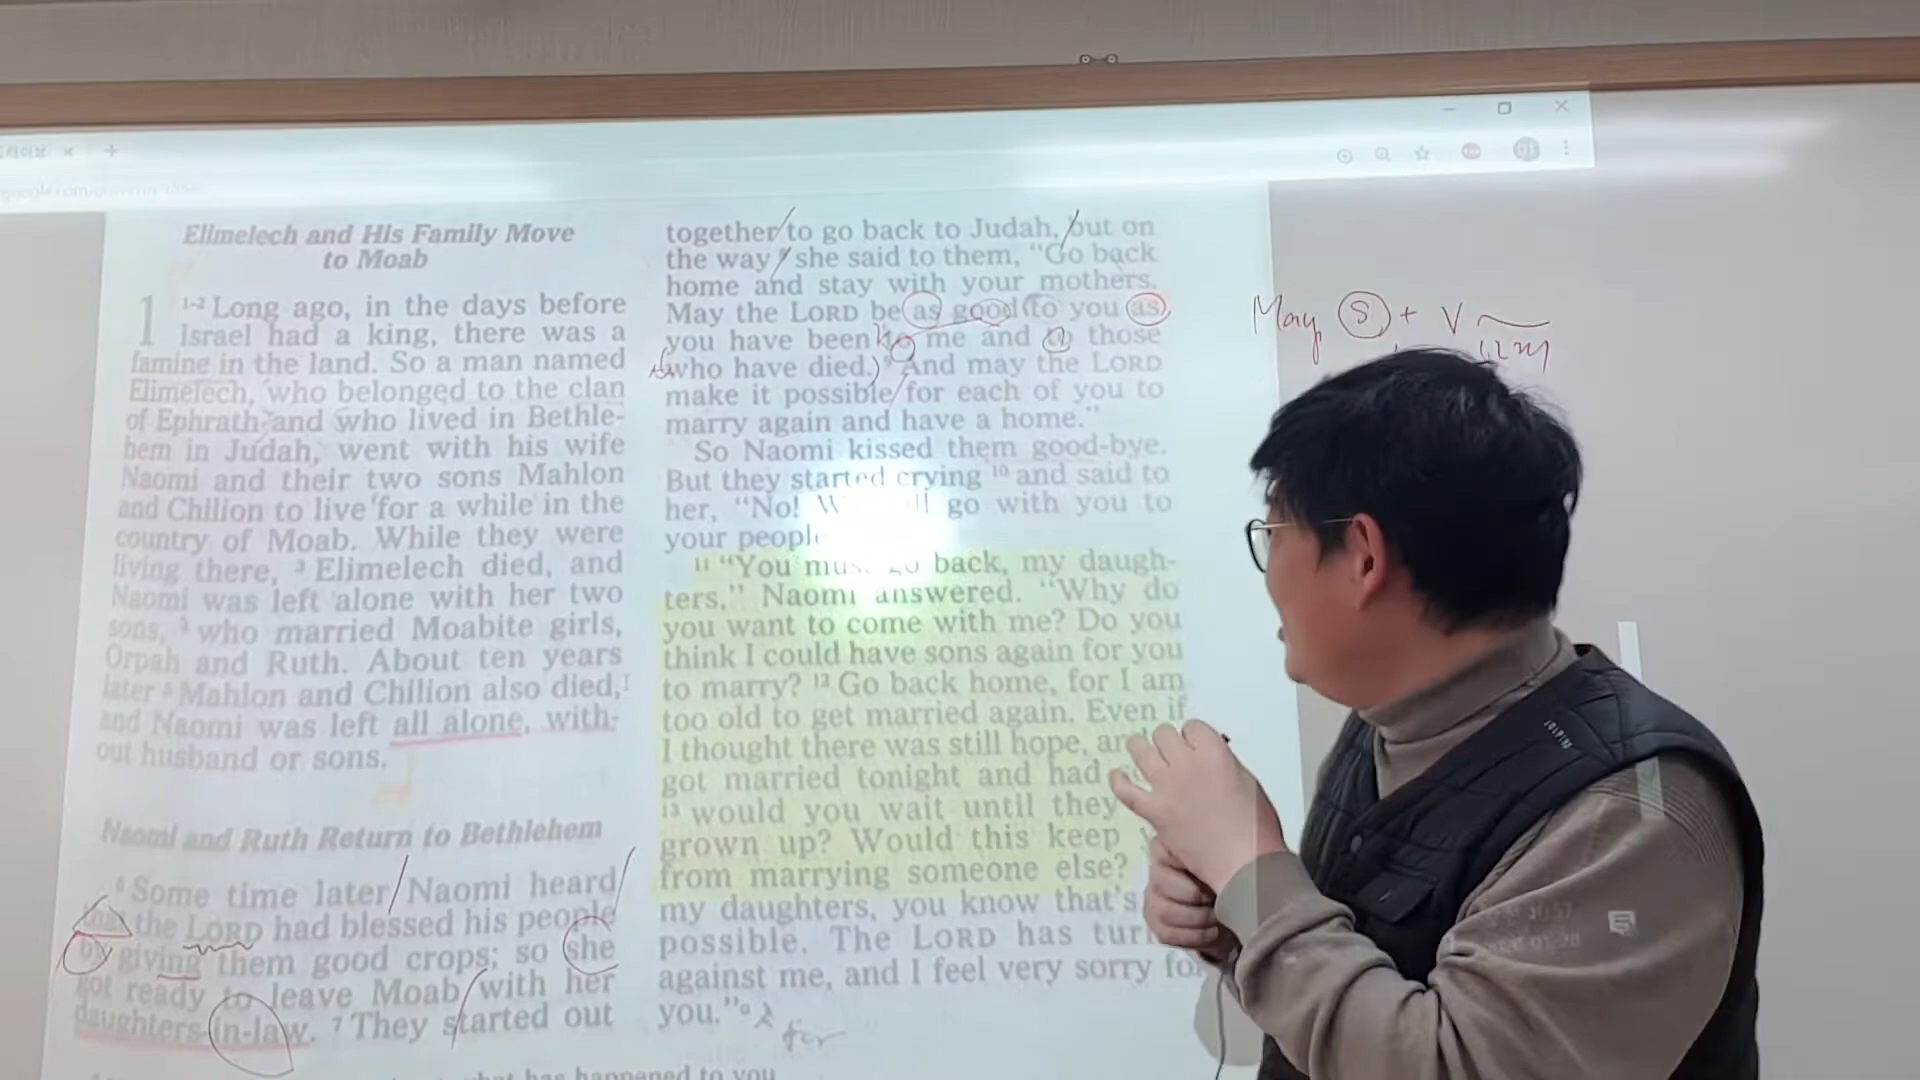 google.com
Elimelech and His Family Move
to Moab
1 1-2 Long ago, in the days before
Israel had a king, there was a
famine in the land. So a man named
Elimelech, who belonged to the clan
of Ephrath and who lived in Bethle-
hem in Judah, went with his wife
Naomi and their two sons Mahlon
and Chilion to live for a while in the
country of Moab. While they were
living there, 3 Elimelech died, and
Naomi was left alone with her two
sons, who married Moabite girls,
Orpah and Ruth. About ten years
later 5 Mahlon and Chilion also died,
and Naomi was left all alone, with-
out husband or sons.
Naomi and Ruth Return to Bethlehem
6 Some time later Naomi heard
that the LORD had blessed his people
by giving them good crops; so she
got ready to leave Moab with her
daughters-in-law. 7 They started out
together to go back to Judah, but on
the way she said to them, "Go back
home and stay with your mothers.
May the LORD be as good to you as
you have been to me and to those
who have died. And may the LORD
make it possible for each of you to
marry again and have a home."
So Naomi kissed them good-bye.
But they started crying 10 and said to
her, "No! go with you to
your people
11 "You must go back, my daugh-
ters," Naomi answered. "Why do
you want to come with me? Do you
think I could have sons again for you
to marry? 12 Go back home, for I am
too old to get married again. Even if
I thought there was still hope, and
got married tonight and had
13 would you wait until they
grown up? Would this keep
from marrying someone else?
my daughters, you know that's
possible. The LORD has
against me, and I feel very sorry for
you."a
for
has happened to you
May S + V